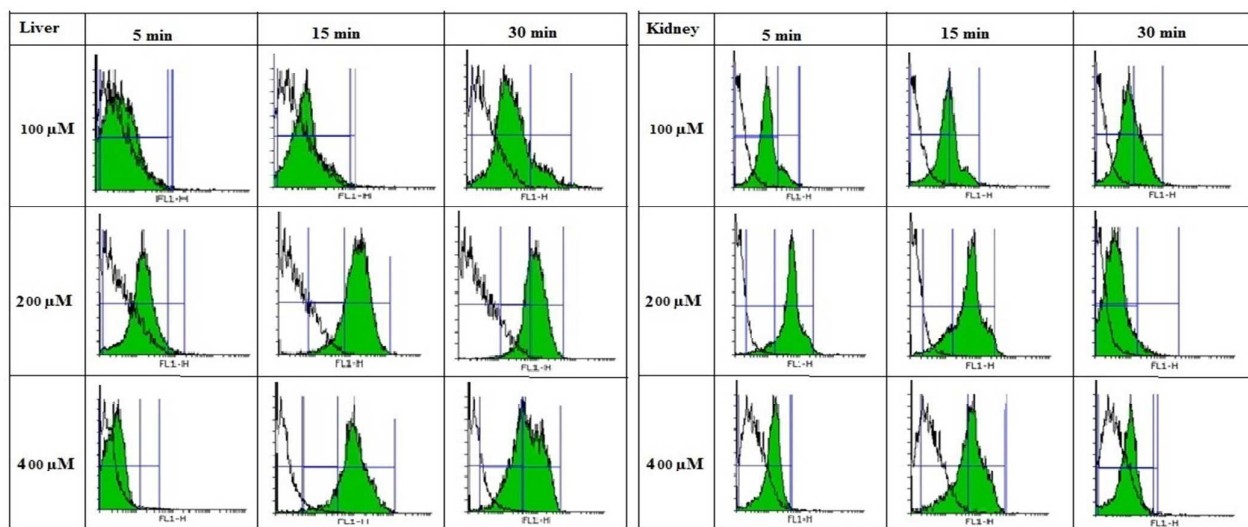 Liver 5 min 15 min 30 min Kidney 5 min 15 min 30 min
100 µM 100 µM
FL1-H FL1-H FL1-H FL1-H FL1-H FL1-H
200 µM 200 µM
FL1-H FL1-H FL1-H FL1-H FL1-H FL1-H
400 µM 400 µM
FL1-H FL1-H FL1-H FL1-H FL1-H